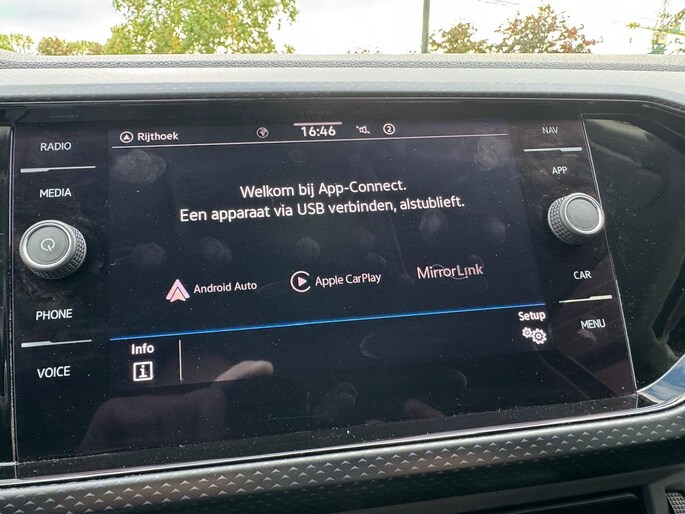 RADIO
MEDIA
PHONE
VOICE
Rijthoek
16:46
2
Welkom bij App-Connect.
Een apparaat via USB verbinden, alstublieft.
Android Auto
Apple CarPlay
MirrorLink
Info
i
Setup
NAV
APP
CAR
MENU